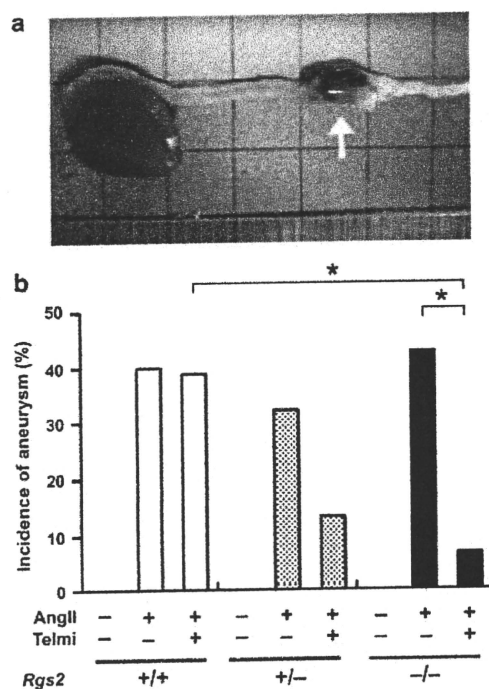 a
b
*
*
Incidence of aneurysm (%)
50
40
30
20
10
0
AngII – + + – + + – + +
Telmi – – + – – + – – +
Rgs2 +/+ +/– –/–